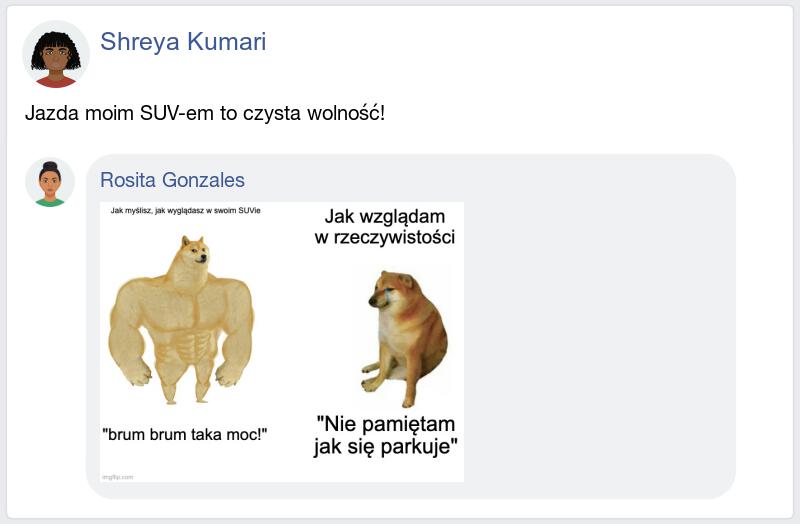 Shreya Kumari
Jazda moim SUV-em to czysta wolność!
Rosita Gonzales
Jak myślisz, jak wyglądasz w swoim SUVie
"brum brum taka moc!"
Jak wzglądam
w rzeczywistości
"Nie pamiętam
jak się parkuje"
imgflip.com